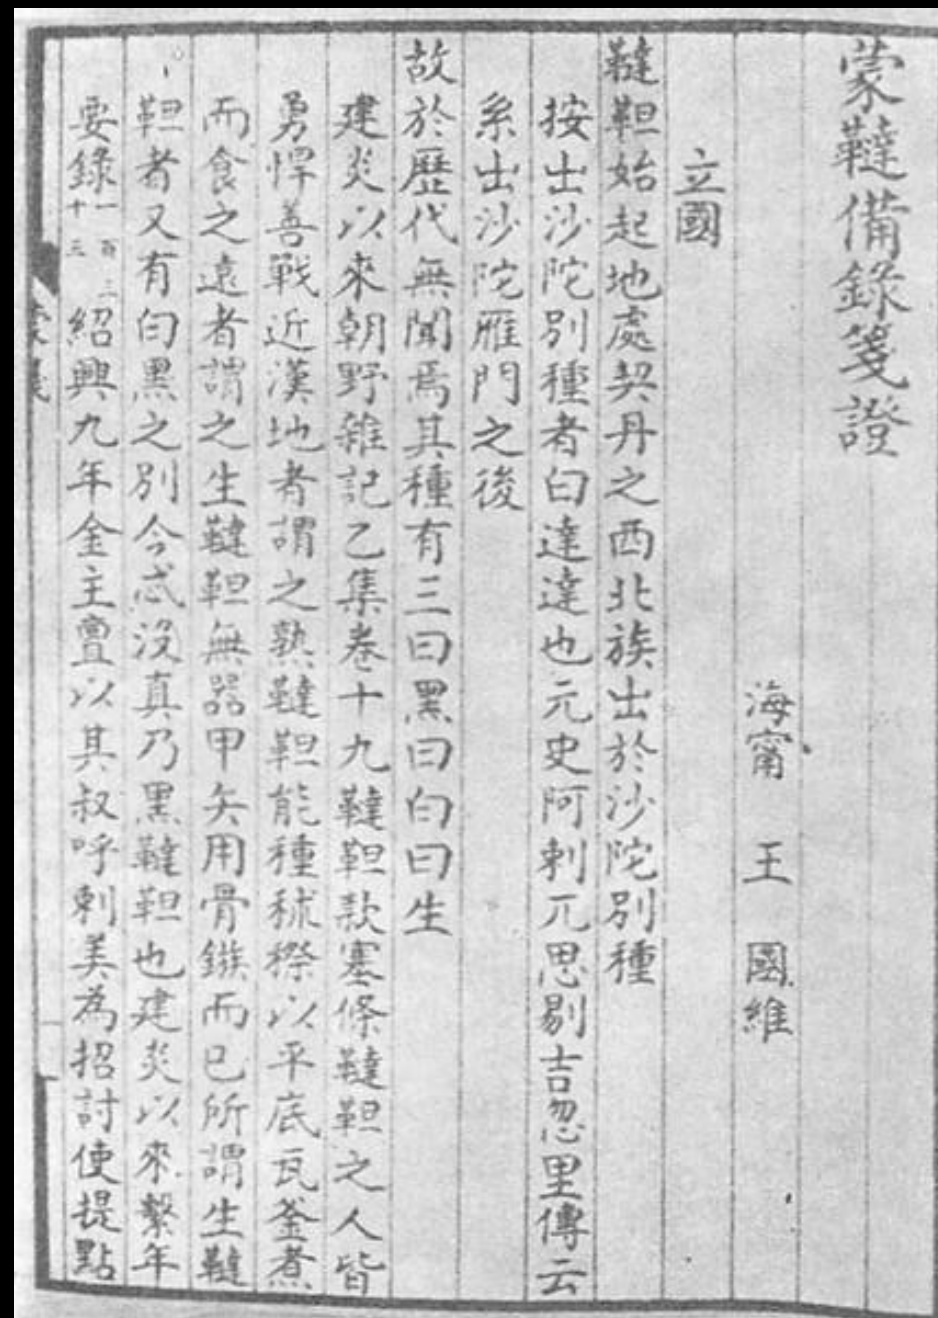 蒙韃備錄箋證
海甯 王 國維
立國
韃靼始起地處契丹之西北族出於沙陀別種
按出沙陀別種者曰達達也元史阿剌兀思剔吉忽里傳云
系出沙陀雁門之後
故於歷代無聞焉其種有三曰黑曰白曰生
建炎以來朝野雜記乙集卷十九韃靼款塞條韃靼之人皆
勇悍善戰近漢地者謂之熟韃靼能種秫穄以平底瓦釜煮
而食之遠者謂之生韃靼無器甲矢用骨鏃而已所謂生韃
靼者又有白黑之別今忒沒真乃黑韃靼也建炎以來繫年
要錄一百三十三紹興九年金主亶以其叔呼剌美為招討使提點